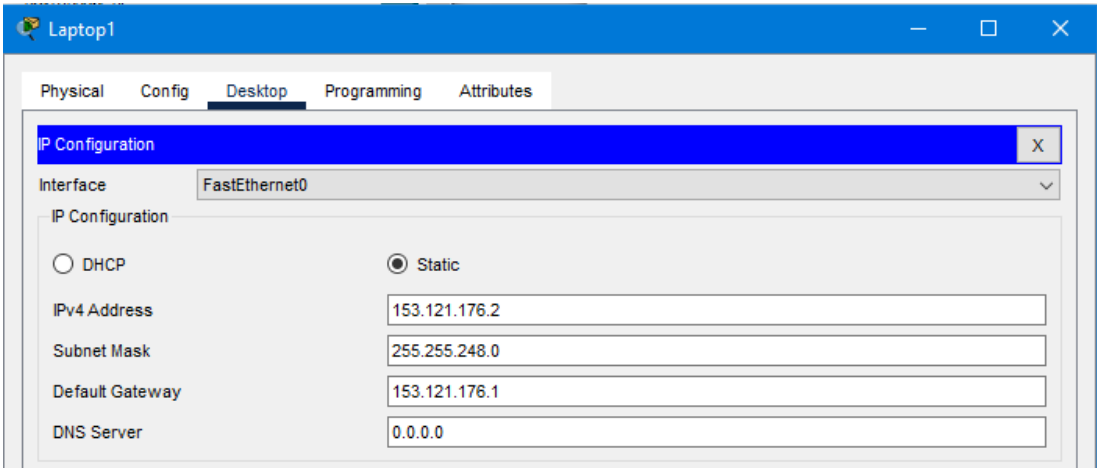 Laptop1
Physical Config Desktop Programming Attributes
IP Configuration X
Interface FastEthernet0
IP Configuration
DHCP Static
IPv4 Address 153.121.176.2
Subnet Mask 255.255.248.0
Default Gateway 153.121.176.1
DNS Server 0.0.0.0